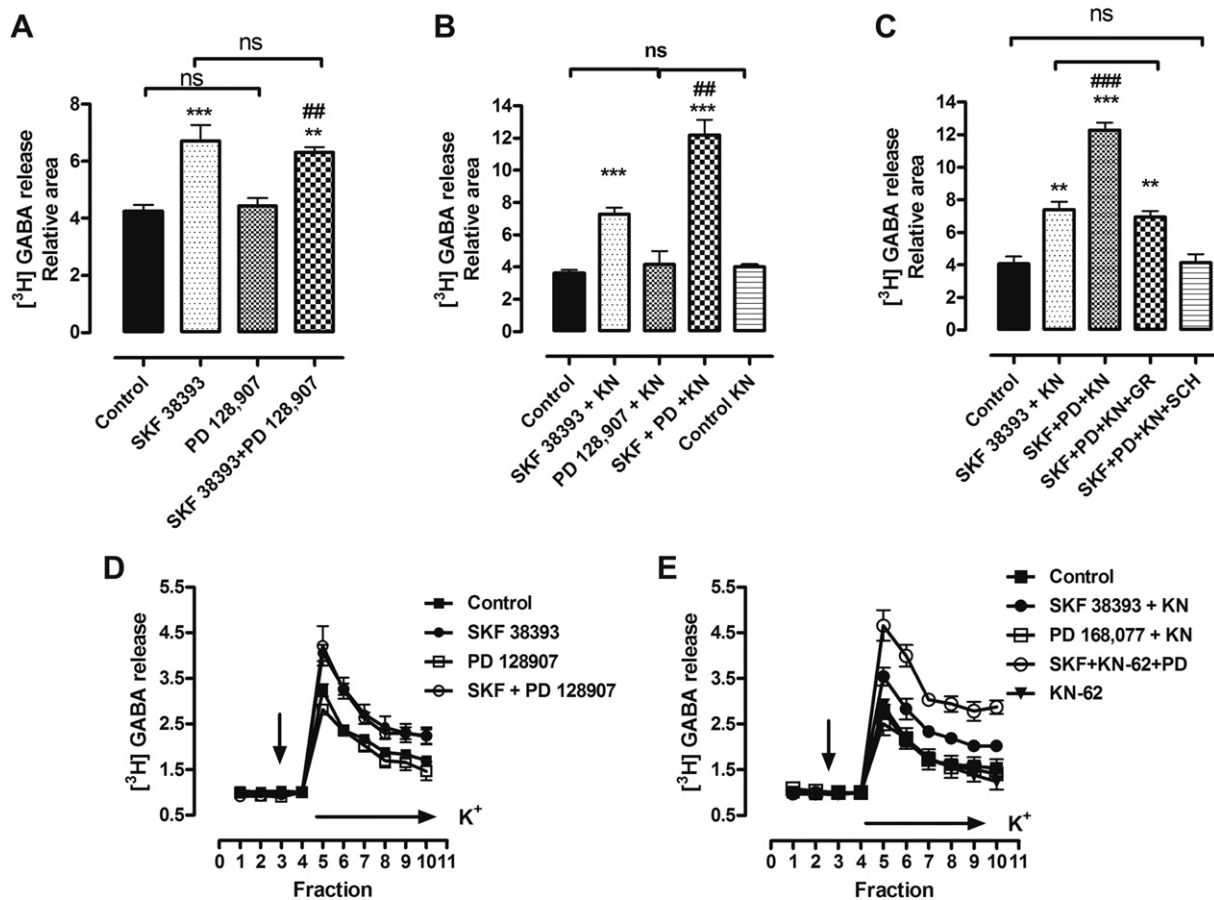 A
ns
ns
***
##
**
[³H] GABA release
Relative area
8
6
4
2
0
Control
SKF 38393
PD 128,907
SKF 38393+PD 128,907
B
ns
##
***
***
[³H] GABA release
Relative area
14
12
10
8
6
4
2
0
Control
SKF 38393 + KN
PD 128,907 + KN
SKF + PD +KN
Control KN
C
ns
###
***
**
**
[³H] GABA release
Relative area
14
12
10
8
6
4
2
0
Control
SKF 38393 + KN
SKF+PD+KN
SKF+PD+KN+GR
SKF+PD+KN+SCH
D
[³H] GABA release
5.5
4.5
3.5
2.5
1.5
0.5
Control
SKF 38393
PD 128907
SKF + PD 128907
K⁺
0 1 2 3 4 5 6 7 8 9 10 11
Fraction
E
[³H] GABA release
5.5
4.5
3.5
2.5
1.5
0.5
Control
SKF 38393 + KN
PD 168,077 + KN
SKF+KN-62+PD
KN-62
K⁺
0 1 2 3 4 5 6 7 8 9 10 11
Fraction